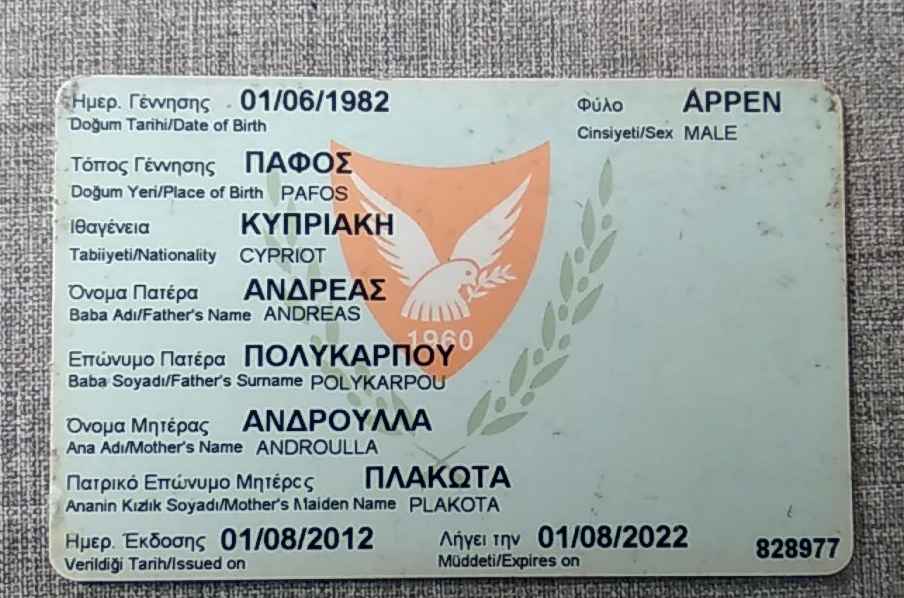 Ημερ. Γέννησης 01/06/1982 Φύλο ΑΡΡΕΝ
Doğum Tarihi/Date of Birth Cinsiyeti/Sex MALE
Τόπος Γέννησης ΠΑΦΟΣ
Doğum Yeri/Place of Birth PAFOS
Ιθαγένεια ΚΥΠΡΙΑΚΗ
Tabiiyeti/Nationality CYPRIOT
Όνομα Πατέρα ΑΝΔΡΕΑΣ
Baba Adı/Father's Name ANDREAS
1960
Επώνυμο Πατέρα ΠΟΛΥΚΑΡΠΟΥ
Baba Soyadı/Father's Surname POLYKARPOU
Όνομα Μητέρας ΑΝΔΡΟΥΛΛΑ
Ana Adı/Mother's Name ANDROULLA
Πατρικό Επώνυμο Μητέρας ΠΛΑΚΩΤΑ
Ananin Kızlık Soyadı/Mother's Maiden Name PLAKOTA
Ημερ. Έκδοσης 01/08/2012 Λήγει την 01/08/2022
Verildiği Tarih/Issued on Müddeti/Expires on
828977